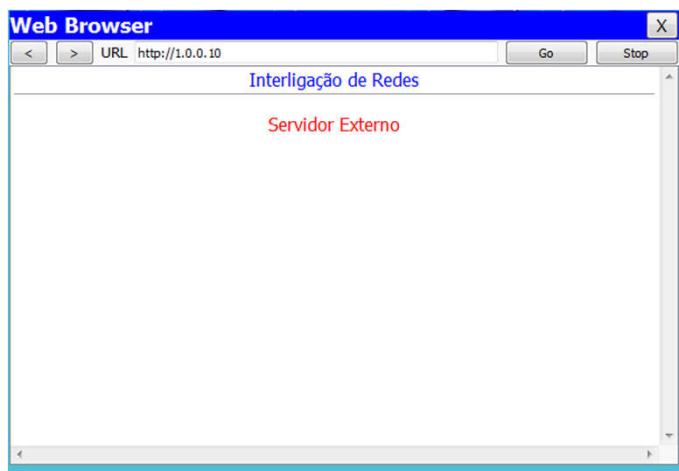 Web Browser X
< > URL http://1.0.0.10 Go Stop
Interligação de Redes
Servidor Externo